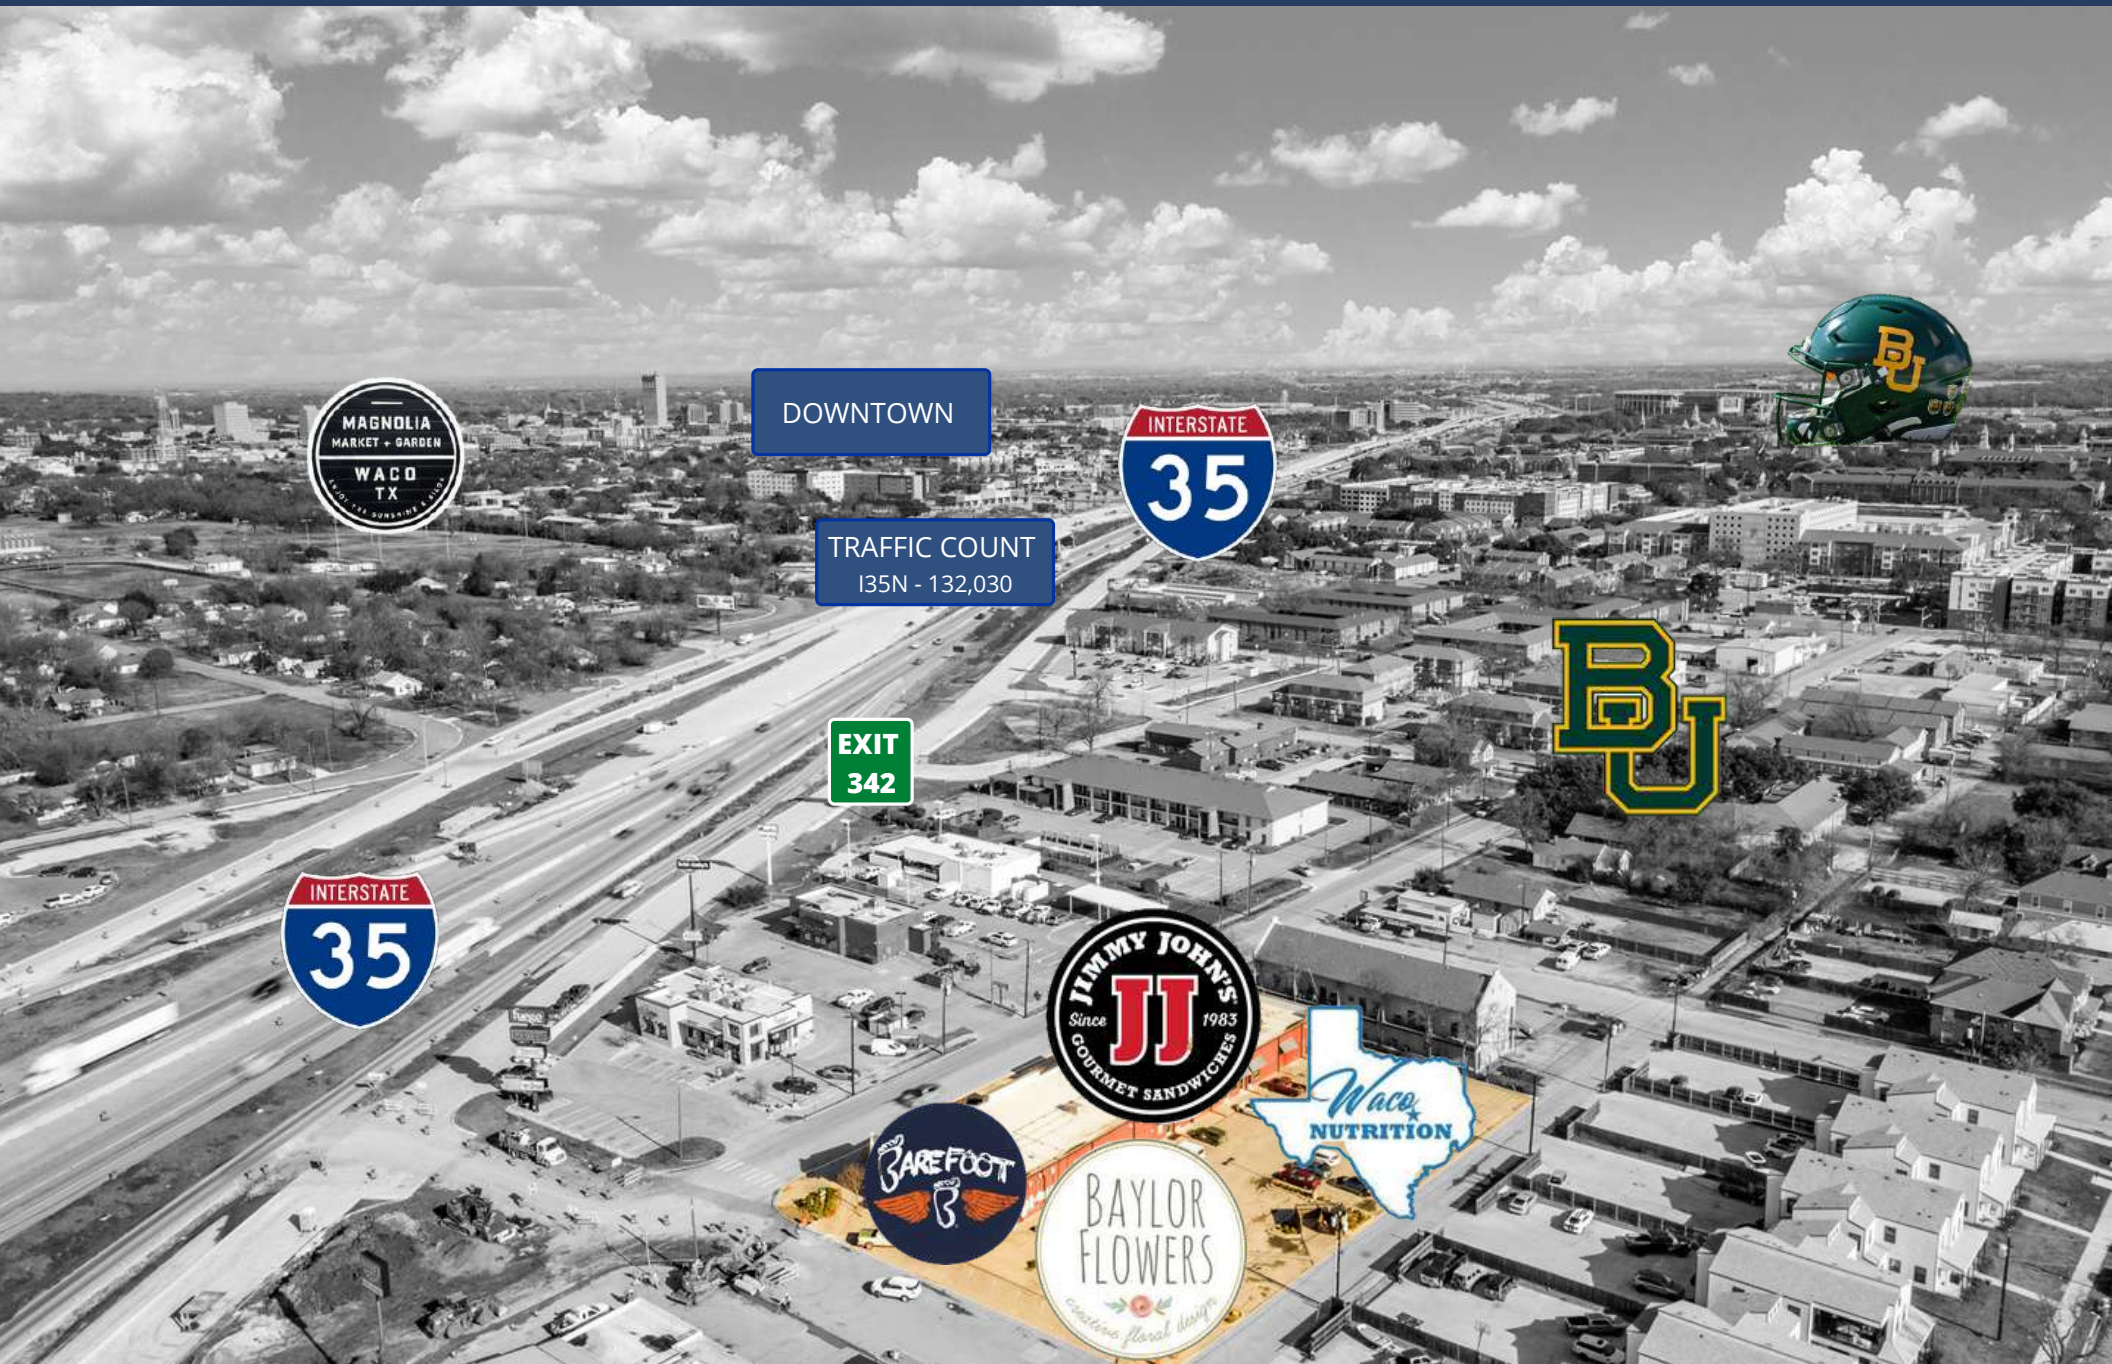 MAGNOLIA
MARKET + GARDEN
WACO
TX
DOWNTOWN
INTERSTATE
35
BU
TRAFFIC COUNT
I35N - 132,030
BU
EXIT
342
INTERSTATE
35
JIMMY JOHN'S
JJ
Since 1983
GOURMET SANDWICHES
fuego
Waco
NUTRITION
BAREFOOT
B
BAYLOR
FLOWERS
creative floral design